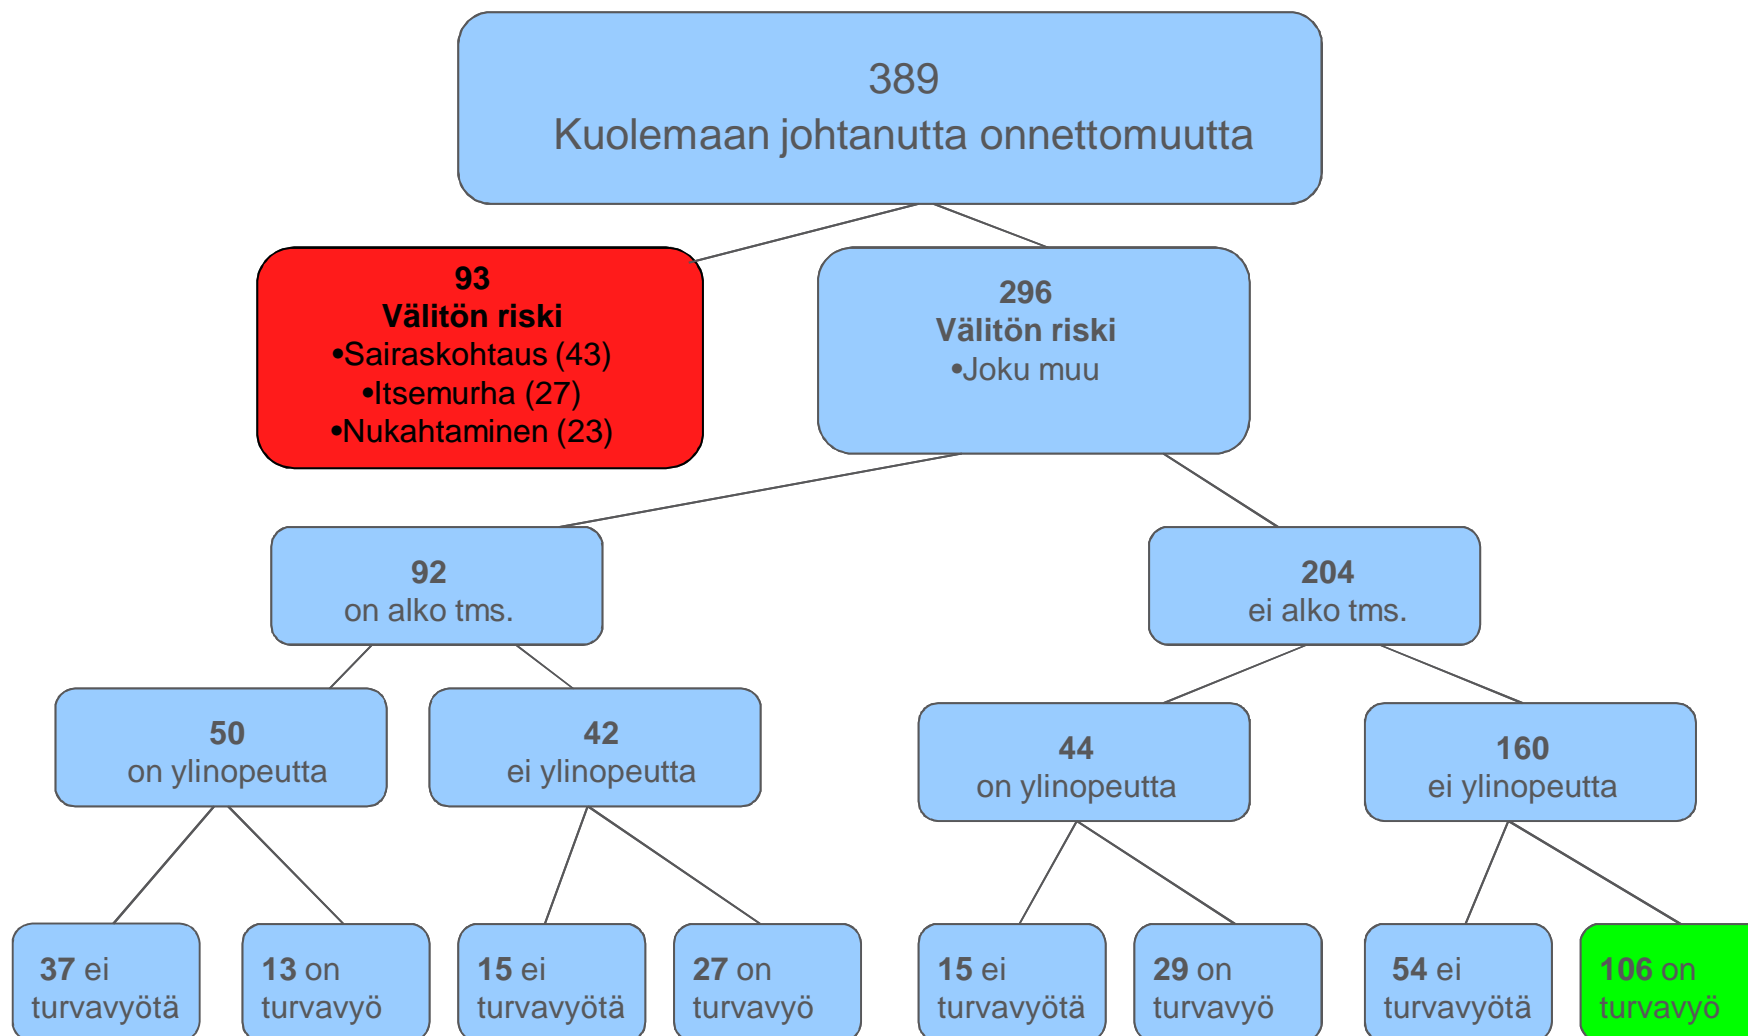 389
Kuolemaan johtanutta onnettomuutta
93
Välitön riski
•Sairaskohtaus (43)
•Itsemurha (27)
•Nukahtaminen (23)
296
Välitön riski
•Joku muu
92
on alko tms.
204
ei alko tms.
50
on ylinopeutta
42
ei ylinopeutta
44
on ylinopeutta
160
ei ylinopeutta
37 ei
turvavyötä
13 on
turvavyö
15 ei
turvavyötä
27 on
turvavyö
15 ei
turvavyötä
29 on
turvavyö
54 ei
turvavyötä
106 on
turvavyö